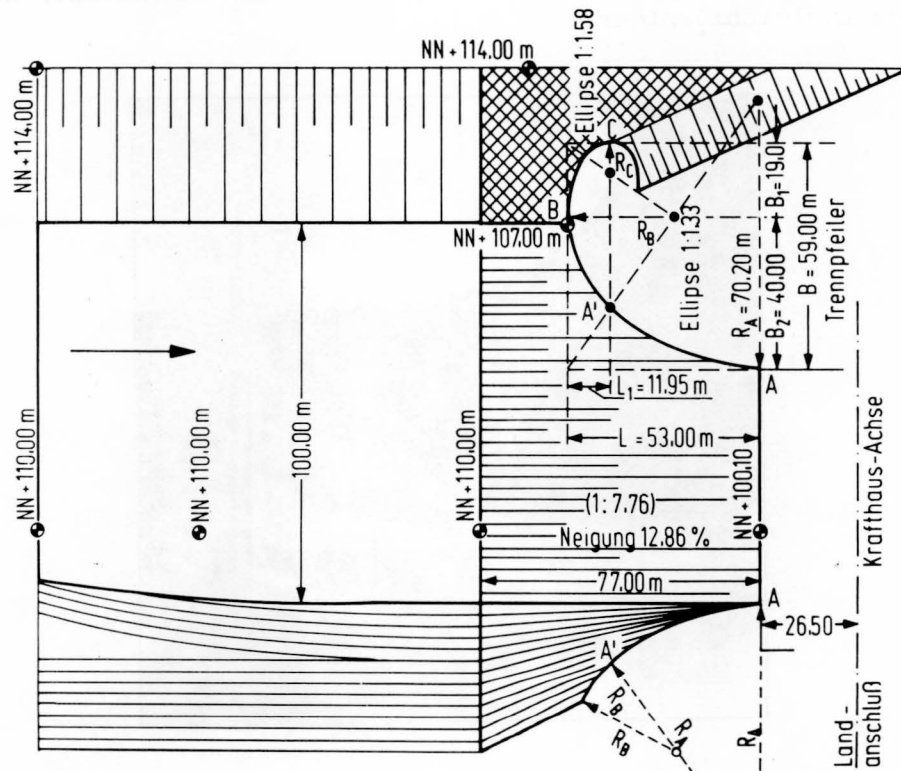 NN + 114.00 m
NN + 114.00 m
Ellipse 1:1.58
C
R_C
B
NN + 107.00 m
R_B
Ellipse 1:1.33
A'
R_A = 70.20 m
B_1 = 19.0
B_2 = 40.00
B = 59.00 m
Trennpfeiler
A
L_1 = 11.95 m
L = 53.00 m
100.00 m
NN + 110.00 m
NN + 110.00 m
NN + 110.00 m
NN + 100.10
(1 : 7.76)
Neigung 12.86 %
77.00 m
Krafthaus-Achse
A
26.50
A'
R_B
R_B
R_A
R_A
Land-
anschluß